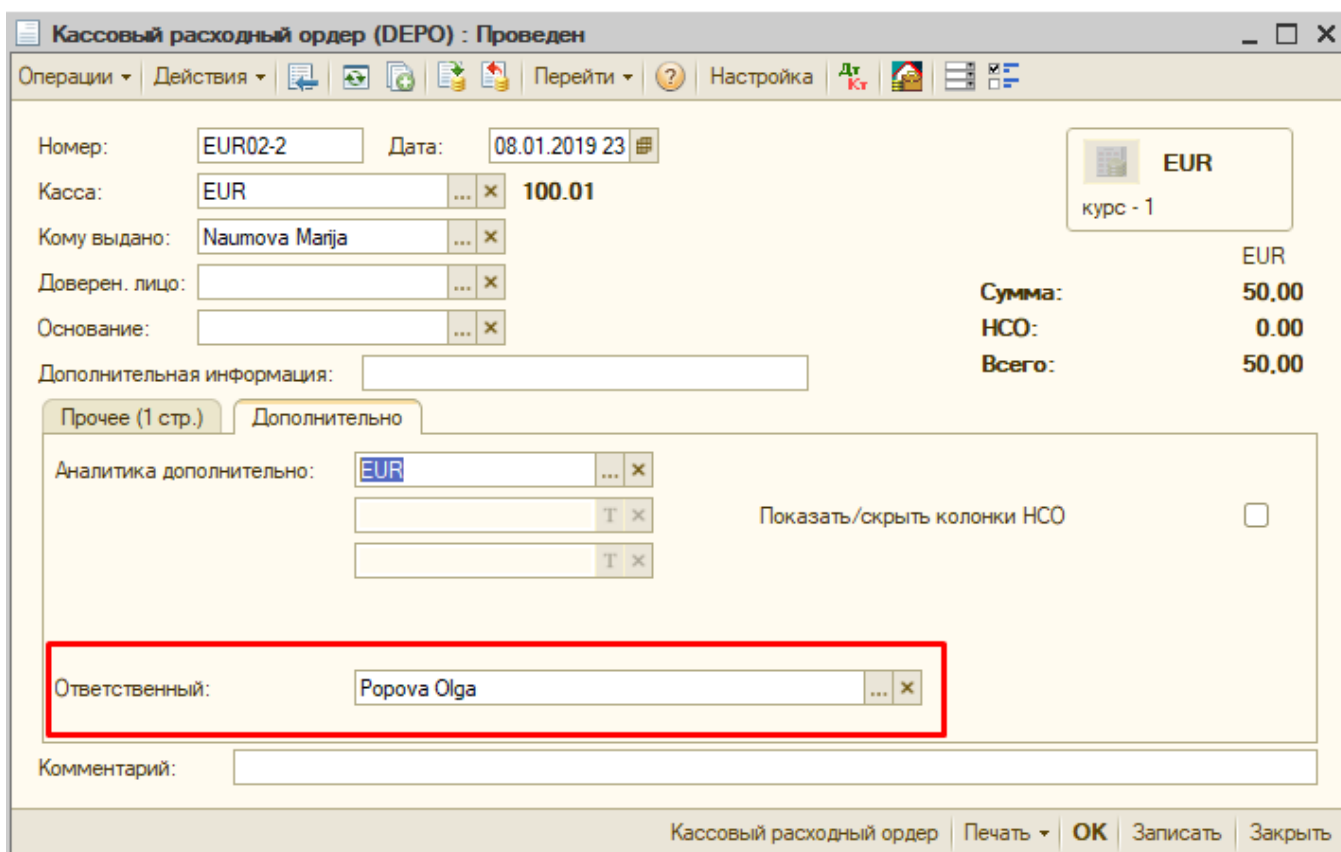 Кассовый расходный ордер (DEPO) : Проведен
Операции Действия Перейти ? Настройка Дт Кт
Номер: EUR02-2 Дата: 08.01.2019 23
Касса: EUR ... × 100.01
EUR
курс - 1
Кому выдано: Naumova Marija ... ×
Доверен. лицо: ... ×
Основание: ... ×
Дополнительная информация:
EUR
Сумма: 50,00
НСО: 0.00
Всего: 50,00
Прочее (1 стр.) Дополнительно
Аналитика дополнительно: EUR ... ×
T × Показать/скрыть колонки НСО
T ×
Ответственный: Popova Olga ... ×
Комментарий:
Кассовый расходный ордер Печать OK Записать Закрыть